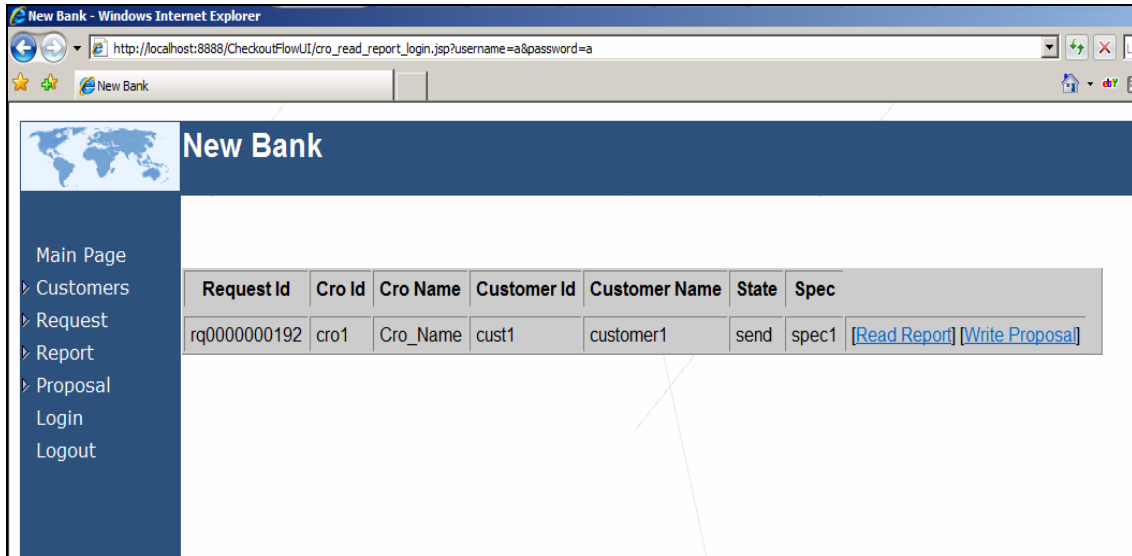 New Bank - Windows Internet Explorer
http://localhost:8888/CheckoutFlowUI/cro_read_report_login.jsp?username=a&password=a
New Bank
New Bank
Main Page
Customers
Request
Report
Proposal
Login
Logout
Request Id Cro Id Cro Name Customer Id Customer Name State Spec
rq0000000192 cro1 Cro_Name cust1 customer1 send spec1 [Read Report] [Write Proposal]